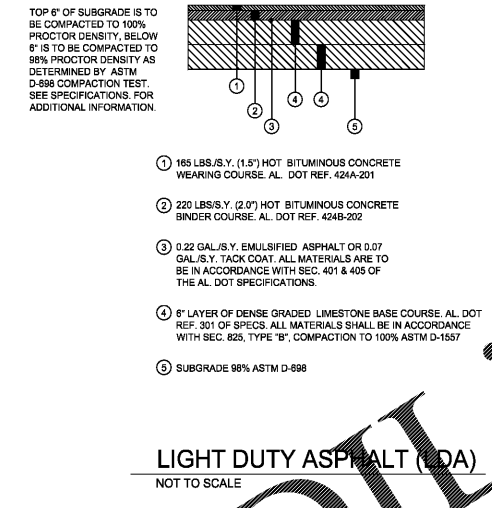 TOP 6" OF SUBGRADE IS TO
BE COMPACTED TO 100%
PROCTOR DENSITY, BELOW
6" IS TO BE COMPACTED TO
98% PROCTOR DENSITY AS
DETERMINED BY ASTM
D-698 COMPACTION TEST.
SEE SPECIFICATIONS. FOR
ADDITIONAL INFORMATION.
1
2
3
4
4
5
1 165 LBS./S.Y. (1.5") HOT BITUMINOUS CONCRETE
WEARING COURSE. AL. DOT REF. 424A-201
2 220 LBS/S.Y. (2.0") HOT BITUMINOUS CONCRETE
BINDER COURSE. AL. DOT REF. 424B-202
3 0.22 GAL./S.Y. EMULSIFIED ASPHALT OR 0.07
GAL./S.Y. TACK COAT. ALL MATERIALS ARE TO
BE IN ACCORDANCE WITH SEC. 401 & 405 OF
THE AL. DOT SPECIFICATIONS.
4 6" LAYER OF DENSE GRADED LIMESTONE BASE COURSE. AL. DOT
REF. 301 OF SPECS. ALL MATERIALS SHALL BE IN ACCORDANCE
WITH SEC. 825, TYPE "B", COMPACTION TO 100% ASTM D-1557
5 SUBGRADE 98% ASTM D-698
LIGHT DUTY ASPHALT (LDA)
NOT TO SCALE